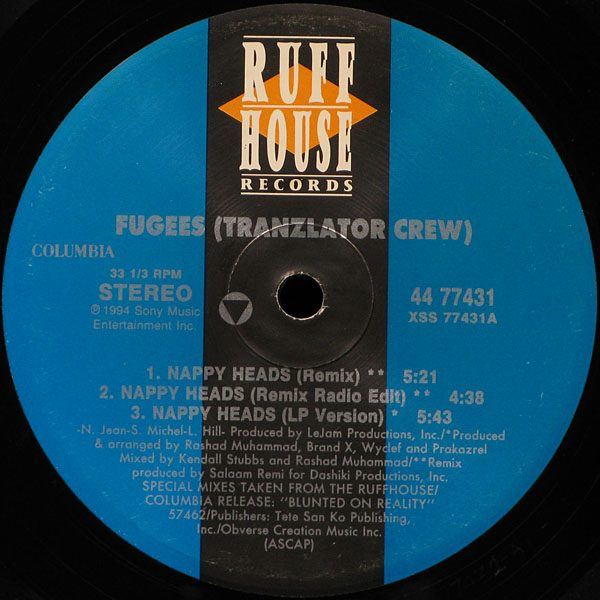 RUFF
HOUSE
RECORDS
FUGEES (TRANZLATOR CREW)
COLUMBIA
33 1/3 RPM
STEREO
℗ 1994 Sony Music
Entertainment Inc.
44 77431
XSS 77431A
1. NAPPY HEADS (Remix) ** 5:21
2. NAPPY HEADS (Remix Radio Edit) ** 4:38
3. NAPPY HEADS (LP Version) * 5:43
-N. Jean-S. Michel-L. Hill- Produced by LeJam Productions, Inc./*Produced
& arranged by Rashad Muhammad, Brand X, Wyclef and Prakazrel
Mixed by Kendall Stubbs and Rashad Muhammad/**Remix
produced by Salaam Remi for Dashiki Productions, Inc.
SPECIAL MIXES TAKEN FROM THE RUFFHOUSE/
COLUMBIA RELEASE: "BLUNTED ON REALITY"
57462/Publishers: Tete San Ko Publishing,
Inc./Obverse Creation Music Inc.
(ASCAP)